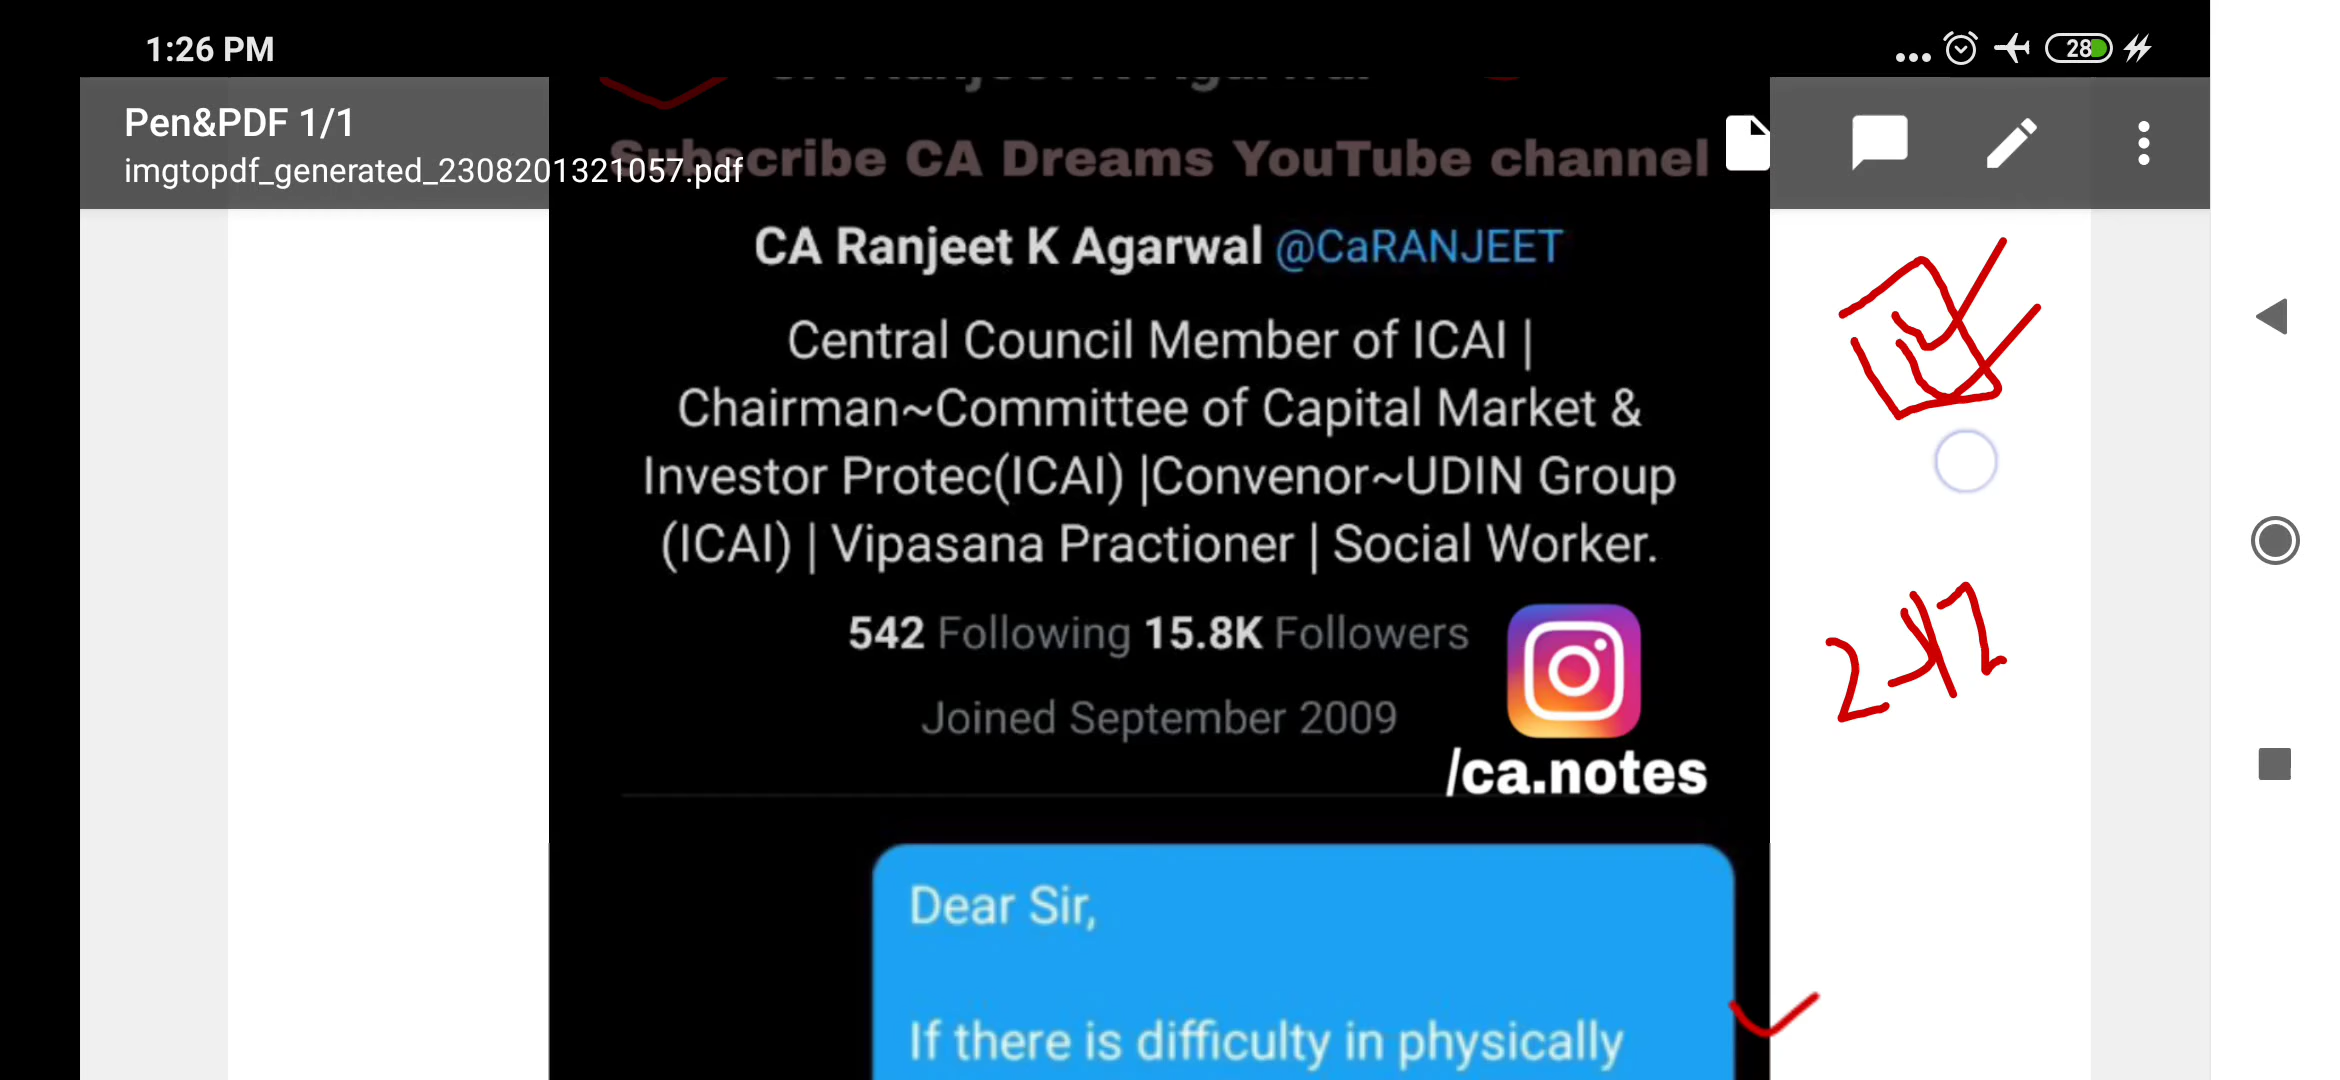 1:26 PM
28
Pen&PDF 1/1
imgtopdf_generated_2308201321057.pdf
Subscribe CA Dreams YouTube channel
CA Ranjeet K Agarwal @CaRANJEET
Central Council Member of ICAI |
Chairman~Committee of Capital Market &
Investor Protec(ICAI) |Convenor~UDIN Group
(ICAI) | Vipasana Practioner | Social Worker.
542 Following 15.8K Followers
Joined September 2009
/ca.notes
Dear Sir,
If there is difficulty in physically